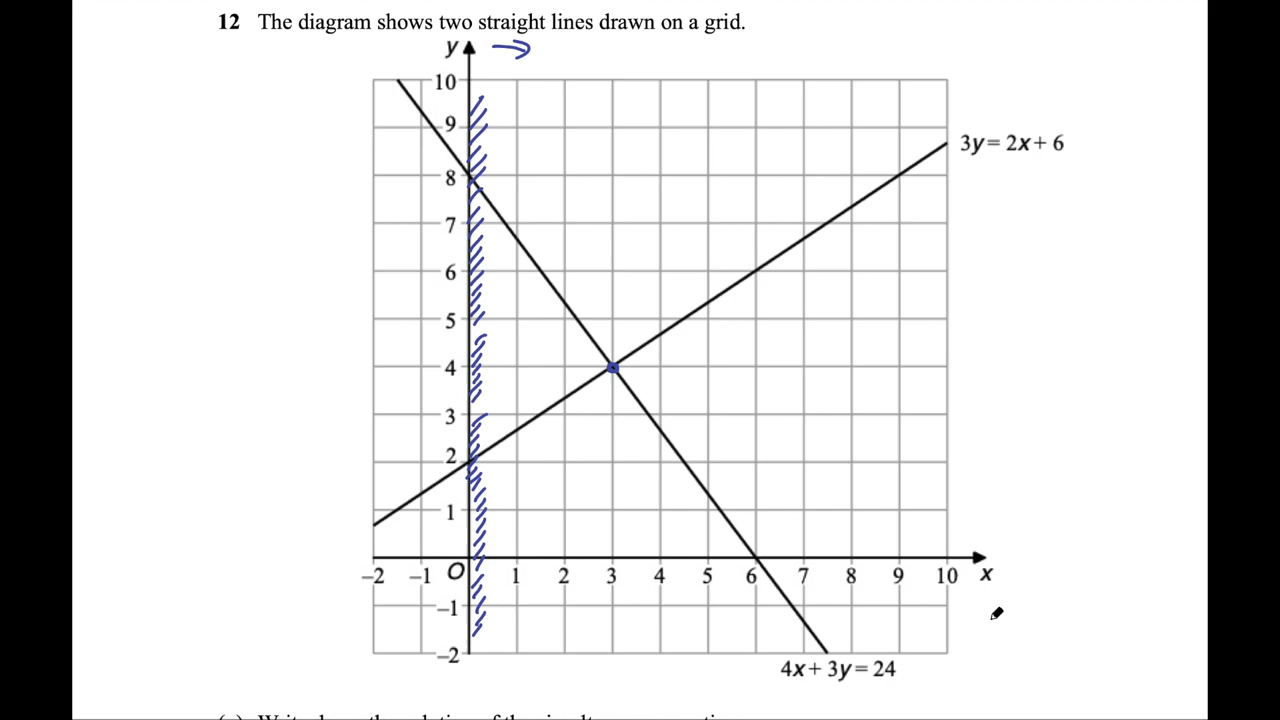 12 The diagram shows two straight lines drawn on a grid.
y
10
9
8
7
6
5
4
3
2
1
O
–1
–2
–2 –1 1 2 3 4 5 6 7 8 9 10 x
3y = 2x + 6
4x + 3y = 24